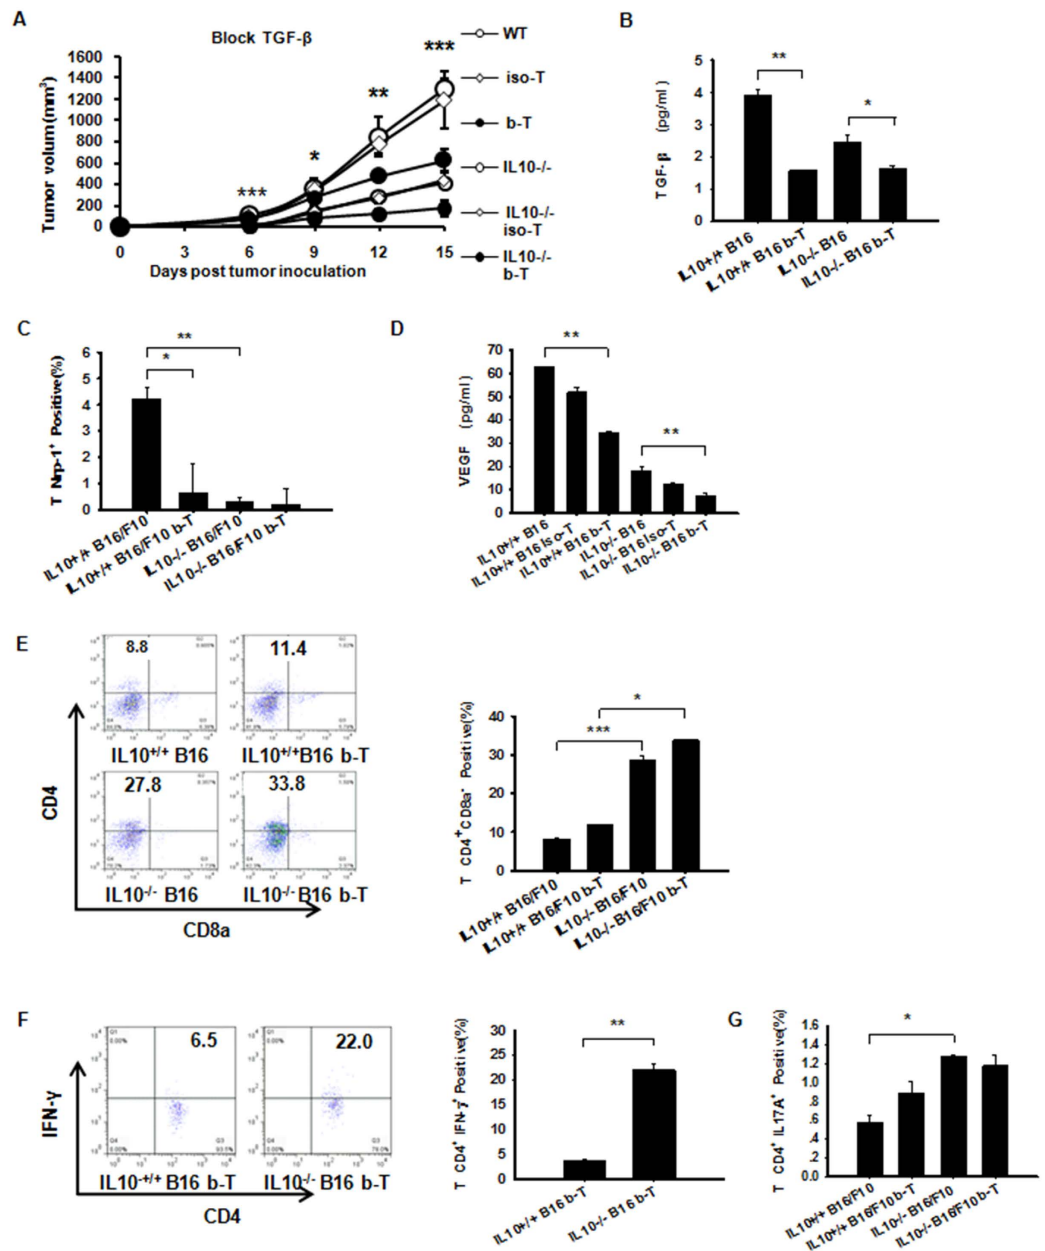 A
Block TGF-β
***
**
*
***
Tumor volume(mm³)
1600
1400
1200
1000
800
600
400
200
0
0 3 6 9 12 15
Days post tumor inoculation
WT
iso-T
b-T
IL10-/-
IL10-/-
iso-T
IL10-/-
b-T
B
TGF-β (pg/ml)
5
4
3
2
1
0
**
*
IL10+/+ B16
IL10+/+ B16 b-T
IL10-/- B16
IL10-/- B16 b-T
C
T Nrp-1⁺ Positive(%)
6
5
4
3
2
1
0
**
*
IL10+/+ B16/F10
IL10+/+ B16/F10 b-T
IL10-/- B16/F10
IL10-/- B16/F10 b-T
D
VEGF (pg/ml)
70
60
50
40
30
20
10
0
**
**
IL10+/+ B16
IL10+/+ B16 Iso-T
IL10+/+ B16 b-T
IL10-/- B16
IL10-/- B16 Iso-T
IL10-/- B16 b-T
E
8.8
11.4
IL10+/+ B16
IL10+/+B16 b-T
27.8
33.8
IL10-/- B16
IL10-/-B16 b-T
CD4
CD8a
T CD4⁺CD8a⁻ Positive(%)
40
30
20
10
0
*
***
IL10+/+ B16/F10
IL10+/+ B16/F10 b-T
IL10-/- B16/F10
IL10-/- B16/F10 b-T
F
6.5
22.0
IFN-γ
IL10-+/+ B16 b-T
IL10-/- B16 b-T
CD4
T CD4⁺ IFN-γ⁺ Positive(%)
30
25
20
15
10
5
0
**
IL10+/+ B16 b-T
IL10-/- B16 b-T
G
T CD4⁺ IL17A⁺ Positive(%)
1.6
1.4
1.2
1.0
.8
.6
.4
.2
0.0
*
IL10+/+ B16/F10
IL10+/+ B16/F10 b-T
IL10-/- B16/F10
IL10-/- B16/F10 b-T